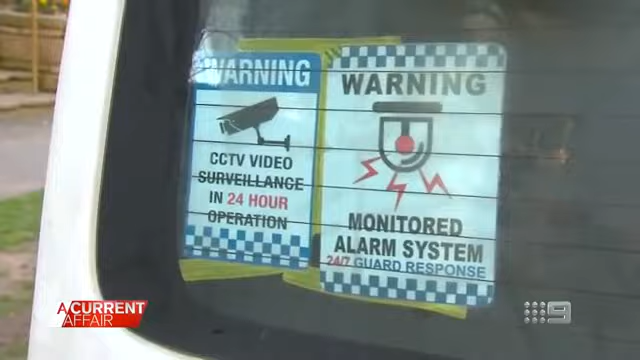 WARNING
CCTV VIDEO
SURVEILLANCE
IN 24 HOUR
OPERATION
WARNING
MONITORED
ALARM SYSTEM
24/7 GUARD RESPONSE
A CURRENT
AFFAIR
9